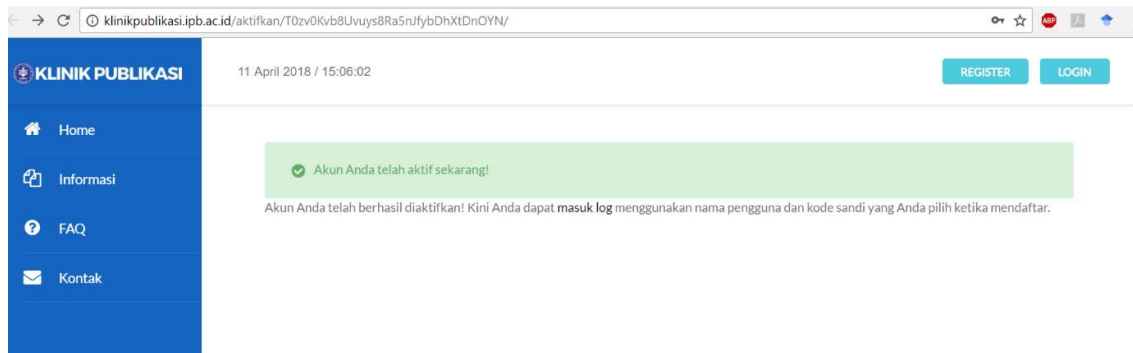 klinikpublikasi.ipb.ac.id/aktifkan/T0zv0Kvb8Uvuys8Ra5nJfybDhXtDnOYN/
ABP
KLINIK PUBLIKASI
11 April 2018 / 15:06:02
REGISTER
LOGIN
Home
Informasi
FAQ
Kontak
Akun Anda telah aktif sekarang!
Akun Anda telah berhasil diaktifkan! Kini Anda dapat masuk log menggunakan nama pengguna dan kode sandi yang Anda pilih ketika mendaftar.